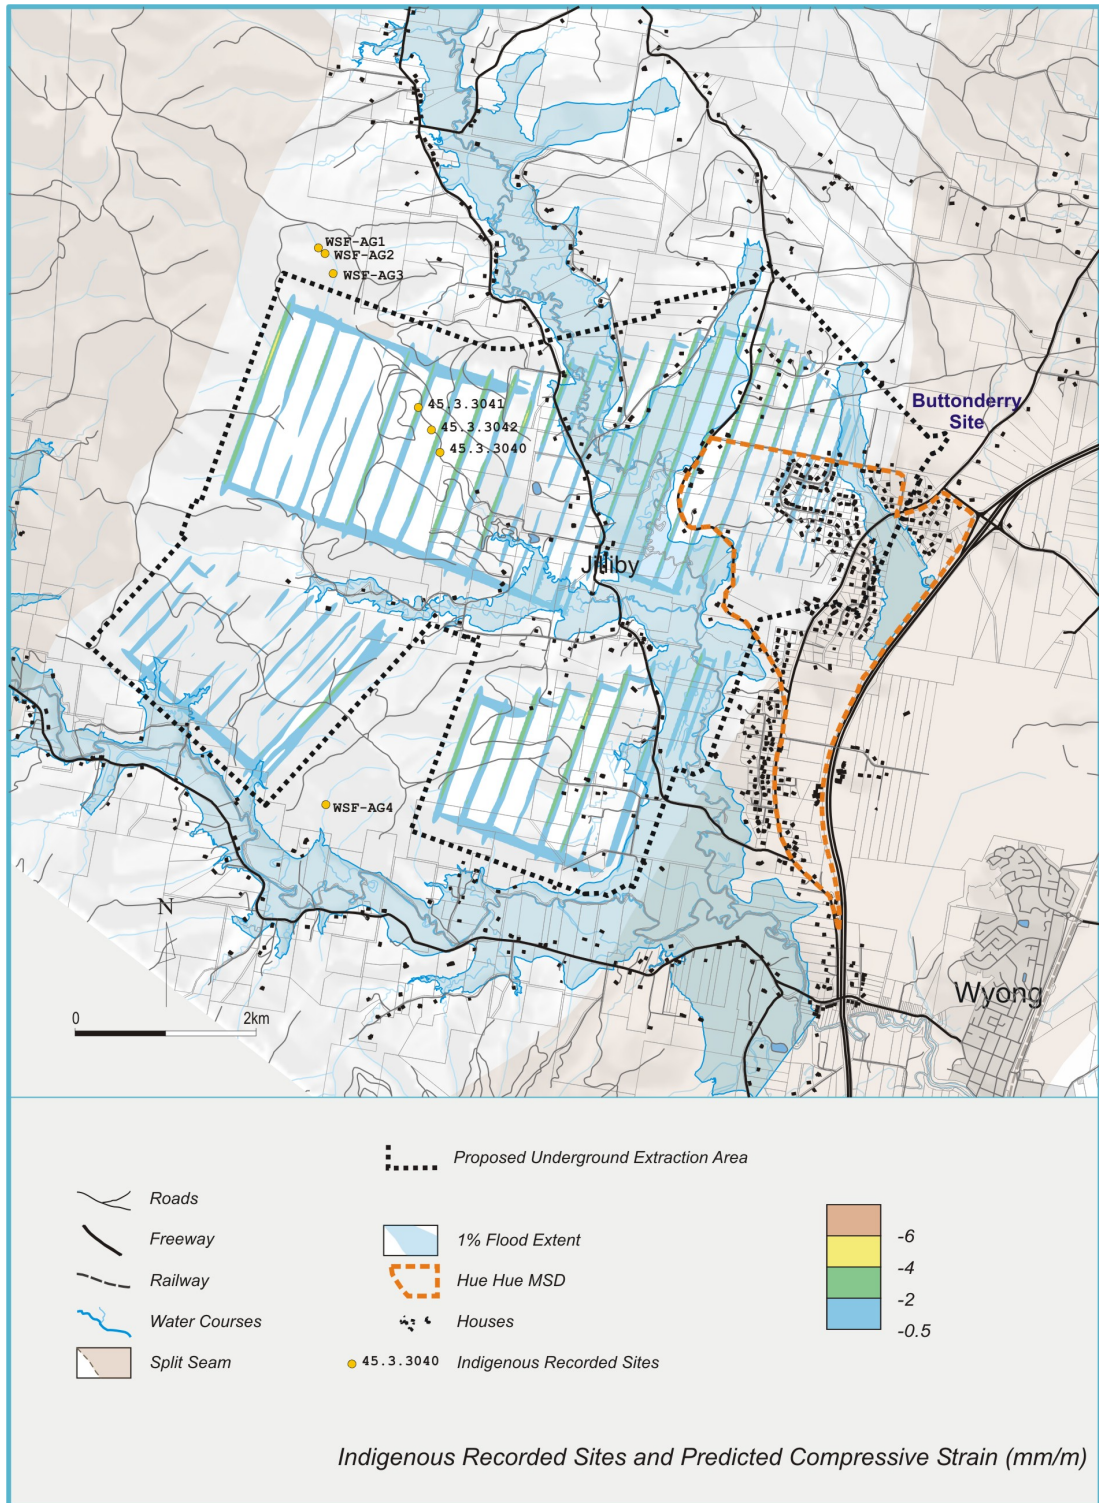 WSF-AG1
WSF-AG2
WSF-AG3
45.3.3041
45.3.3042
45.3.3040
Buttonderry
Site
Jilliby
WSF-AG4
N
Wyong
0 2km
Proposed Underground Extraction Area
Roads
Freeway
Railway
Water Courses
Split Seam
1% Flood Extent
Hue Hue MSD
Houses
45.3.3040 Indigenous Recorded Sites
-6
-4
-2
-0.5
Indigenous Recorded Sites and Predicted Compressive Strain (mm/m)